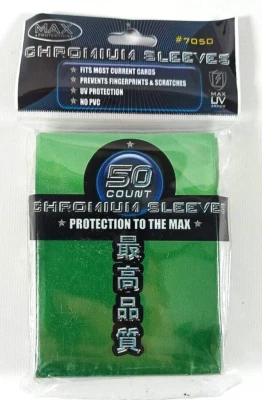 MAX
PROTECTION
#7050
CHROMIUM SLEEVES
★ FITS MOST CURRENT CARDS
★ PREVENTS FINGERPRINTS & SCRATCHES
★ UV PROTECTION
★ NO PVC
MAX
UV
50
COUNT
CHROMIUM SLEEVES
PROTECTION TO THE MAX
最高品質